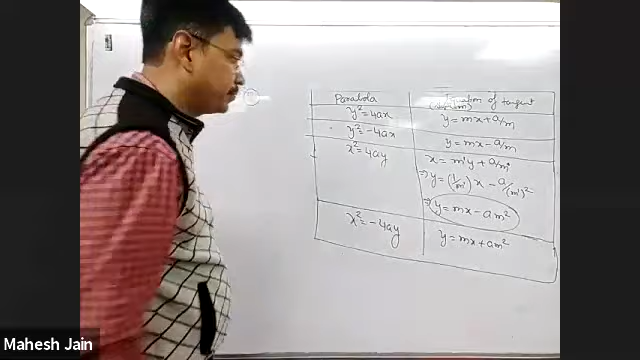 Parabola Equation of tangent
y² = 4ax y = mx + a/m
y² = -4ax y = mx - a/m
x² = 4ay x = m'y + a/m'
⇒ y = (1/m')x - a/(m')²
⇒ y = mx - am²
x² = -4ay y = mx + am²
Mahesh Jain